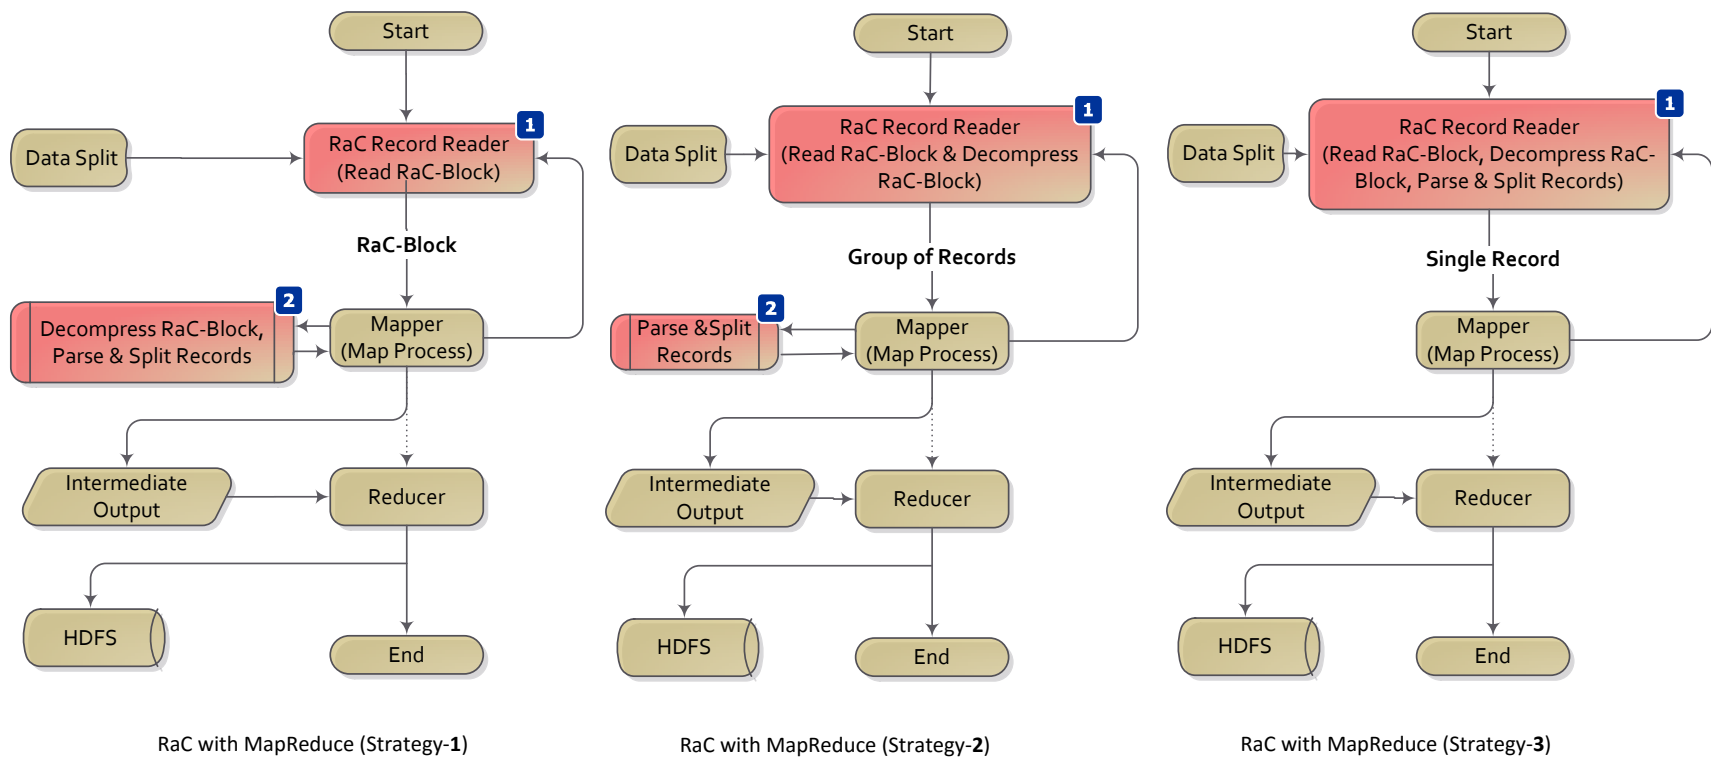 Start
1
RaC Record Reader
(Read RaC-Block)
Data Split
RaC-Block
2
Decompress RaC-Block,
Parse & Split Records
Mapper
(Map Process)
Intermediate
Output
Reducer
HDFS
End
RaC with MapReduce (Strategy-1)
Start
1
RaC Record Reader
(Read RaC-Block & Decompress
RaC-Block)
Data Split
Group of Records
2
Parse &Split
Records
Mapper
(Map Process)
Intermediate
Output
Reducer
HDFS
End
RaC with MapReduce (Strategy-2)
Start
1
RaC Record Reader
(Read RaC-Block, Decompress RaC-
Block, Parse & Split Records)
Data Split
Single Record
Mapper
(Map Process)
Intermediate
Output
Reducer
HDFS
End
RaC with MapReduce (Strategy-3)